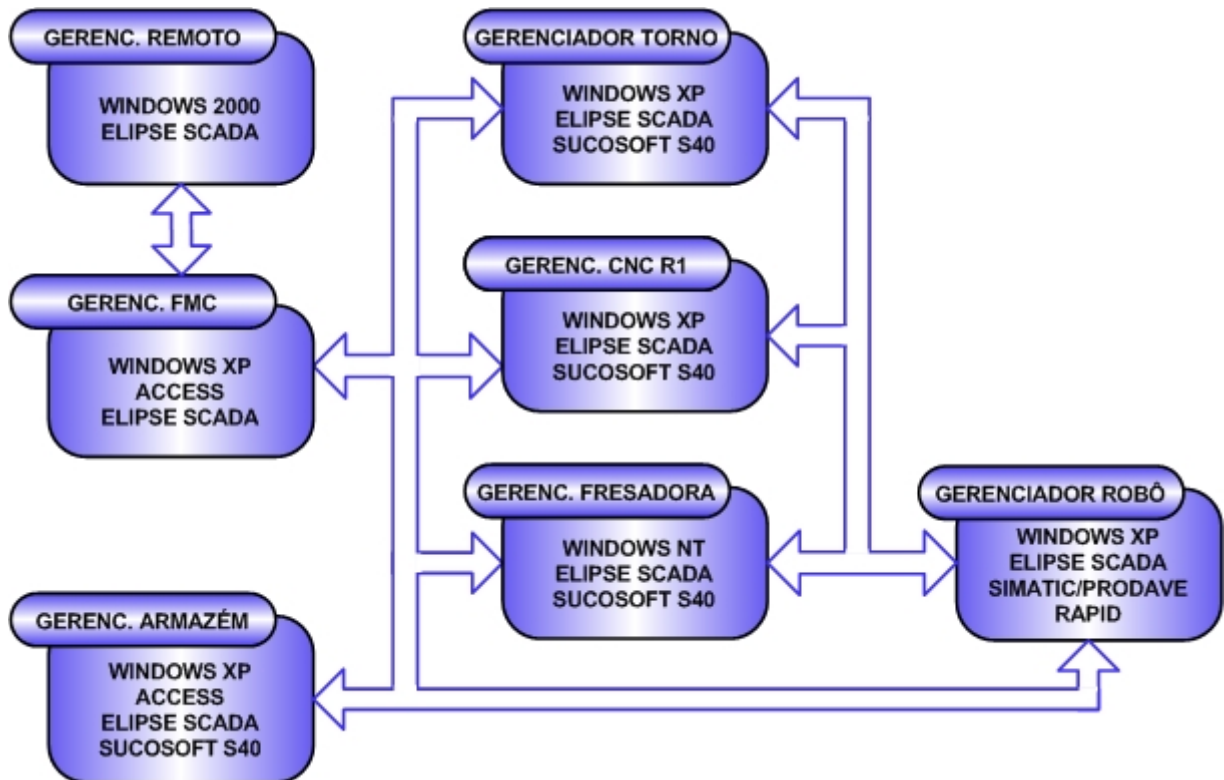 GERENC. REMOTO
WINDOWS 2000
ELIPSE SCADA
GERENCIADOR TORNO
WINDOWS XP
ELIPSE SCADA
SUCOSOFT S40
GERENC. FMC
WINDOWS XP
ACCESS
ELIPSE SCADA
GERENC. CNC R1
WINDOWS XP
ELIPSE SCADA
SUCOSOFT S40
GERENC. FRESADORA
WINDOWS NT
ELIPSE SCADA
SUCOSOFT S40
GERENCIADOR ROBÔ
WINDOWS XP
ELIPSE SCADA
SIMATIC/PRODAVE
RAPID
GERENC. ARMAZÉM
WINDOWS XP
ACCESS
ELIPSE SCADA
SUCOSOFT S40